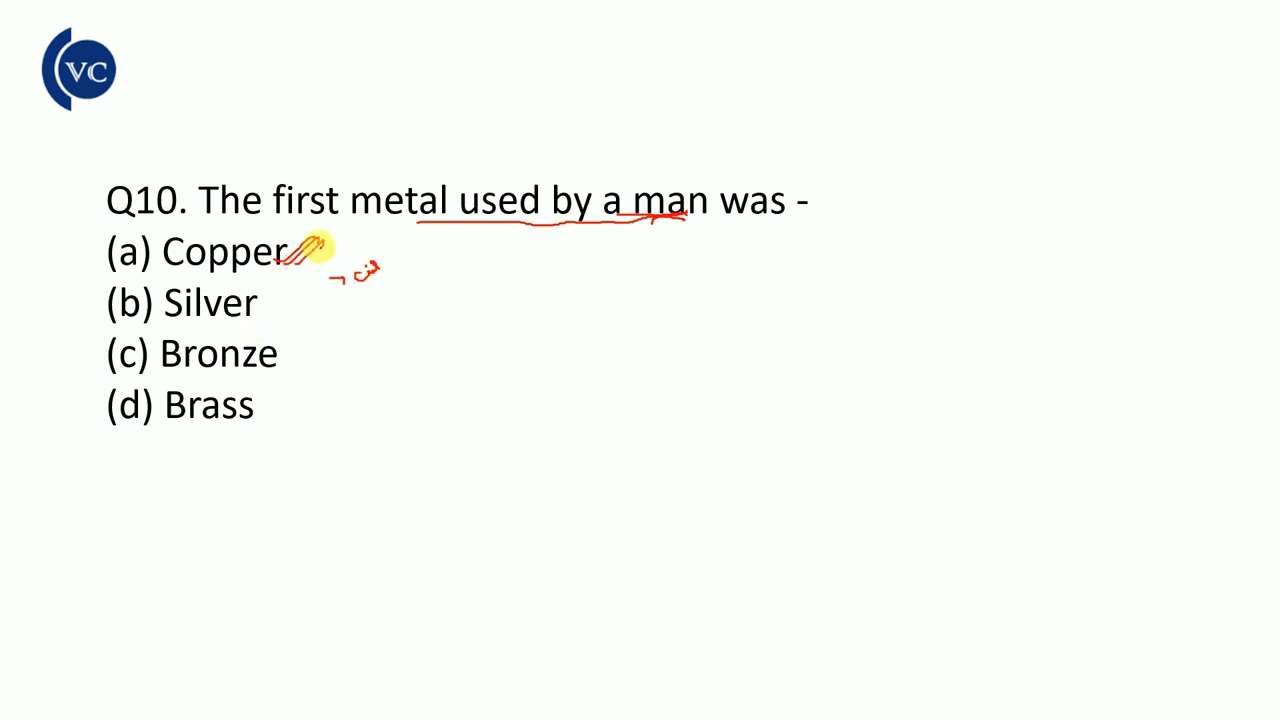 VC
Q10. The first metal used by a man was -
(a) Copper
(b) Silver
(c) Bronze
(d) Brass